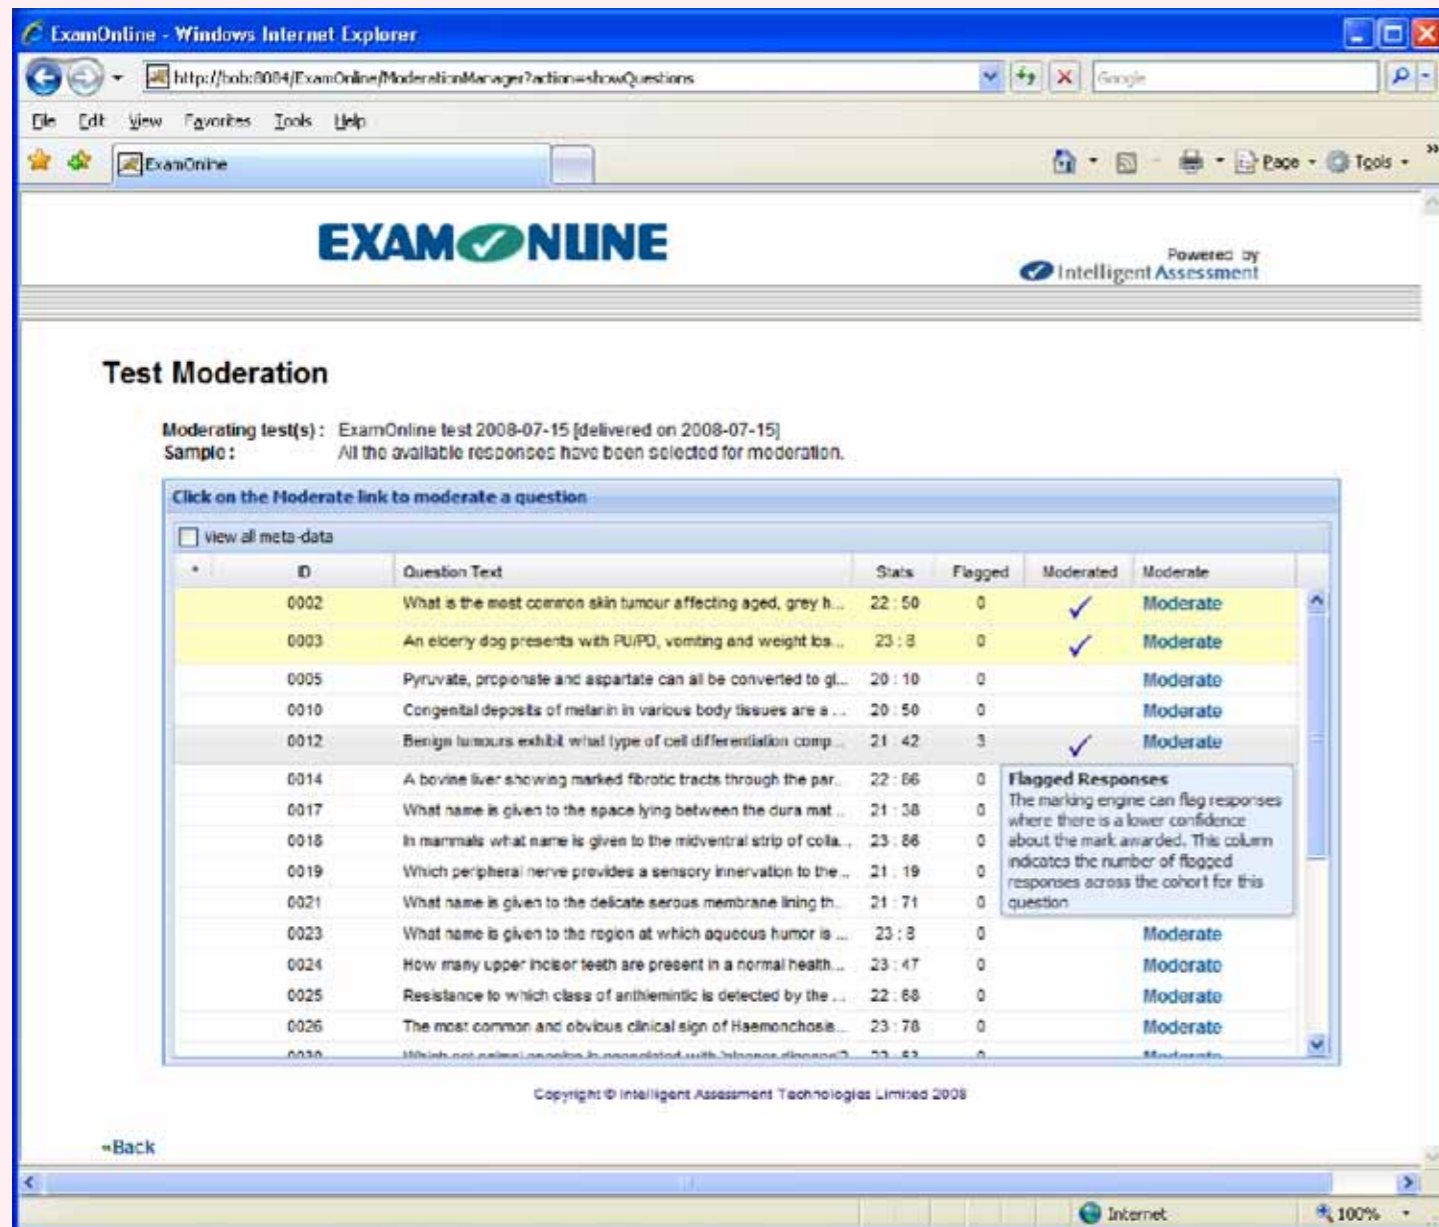 ExamOnline - Windows Internet Explorer
http://bob:8084/ExamOnline/ModerationManager?action=showQuestions
Google
File Edit View Favorites Tools Help
ExamOnline
Page Tools
EXAM ONLINE
Powered by
Intelligent Assessment
Test Moderation
Moderating test(s) : ExamOnline test 2008-07-15 [delivered on 2008-07-15]
Sample : All the available responses have been selected for moderation.
Click on the Moderate link to moderate a question
View all meta-data
* ID Question Text Stats Flagged Moderated Moderate
0002 What is the most common skin tumour affecting aged, grey h... 22 : 50 0 ✓ Moderate
0003 An elderly dog presents with PU/PD, vomiting and weight los... 23 : 8 0 ✓ Moderate
0005 Pyruvate, propionate and aspartate can all be converted to gl... 20 : 10 0 Moderate
0010 Congenital deposits of melanin in various body tissues are a ... 20 : 50 0 Moderate
0012 Benign tumours exhibit what type of cell differentiation comp... 21 : 42 3 ✓ Moderate
0014 A bovine liver showing marked fibrotic tracts through the par... 22 : 86 0
0017 What name is given to the space lying between the dura mat... 21 : 38 0
0018 In mammals what name is given to the midventral strip of colla... 23 : 86 0
0019 Which peripheral nerve provides a sensory innervation to the ... 21 : 19 0
0021 What name is given to the delicate serous membrane lining th... 21 : 71 0
Flagged Responses
The marking engine can flag responses
where there is a lower confidence
about the mark awarded. This column
indicates the number of flagged
responses across the cohort for this
question
0023 What name is given to the region at which aqueous humor is ... 23 : 8 0 Moderate
0024 How many upper incisor teeth are present in a normal health... 23 : 47 0 Moderate
0025 Resistance to which class of anthlemintic is detected by the ... 22 : 68 0 Moderate
0026 The most common and obvious clinical sign of Haemonchosis... 23 : 78 0 Moderate
0030 Which pet animal species is associated with 0 Moderate
Copyright © Intelligent Assessment Technologies Limited 2008
«Back
Internet 100%